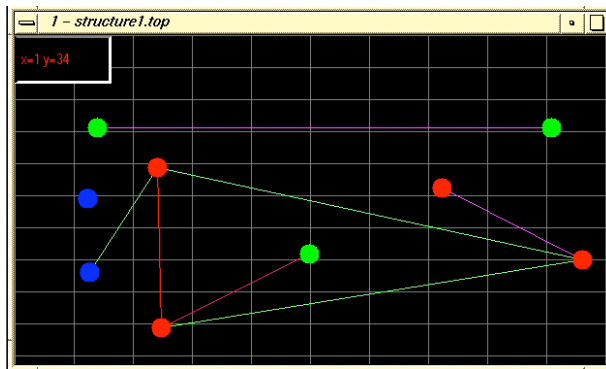 1 – structure1.top
x=1 y=34